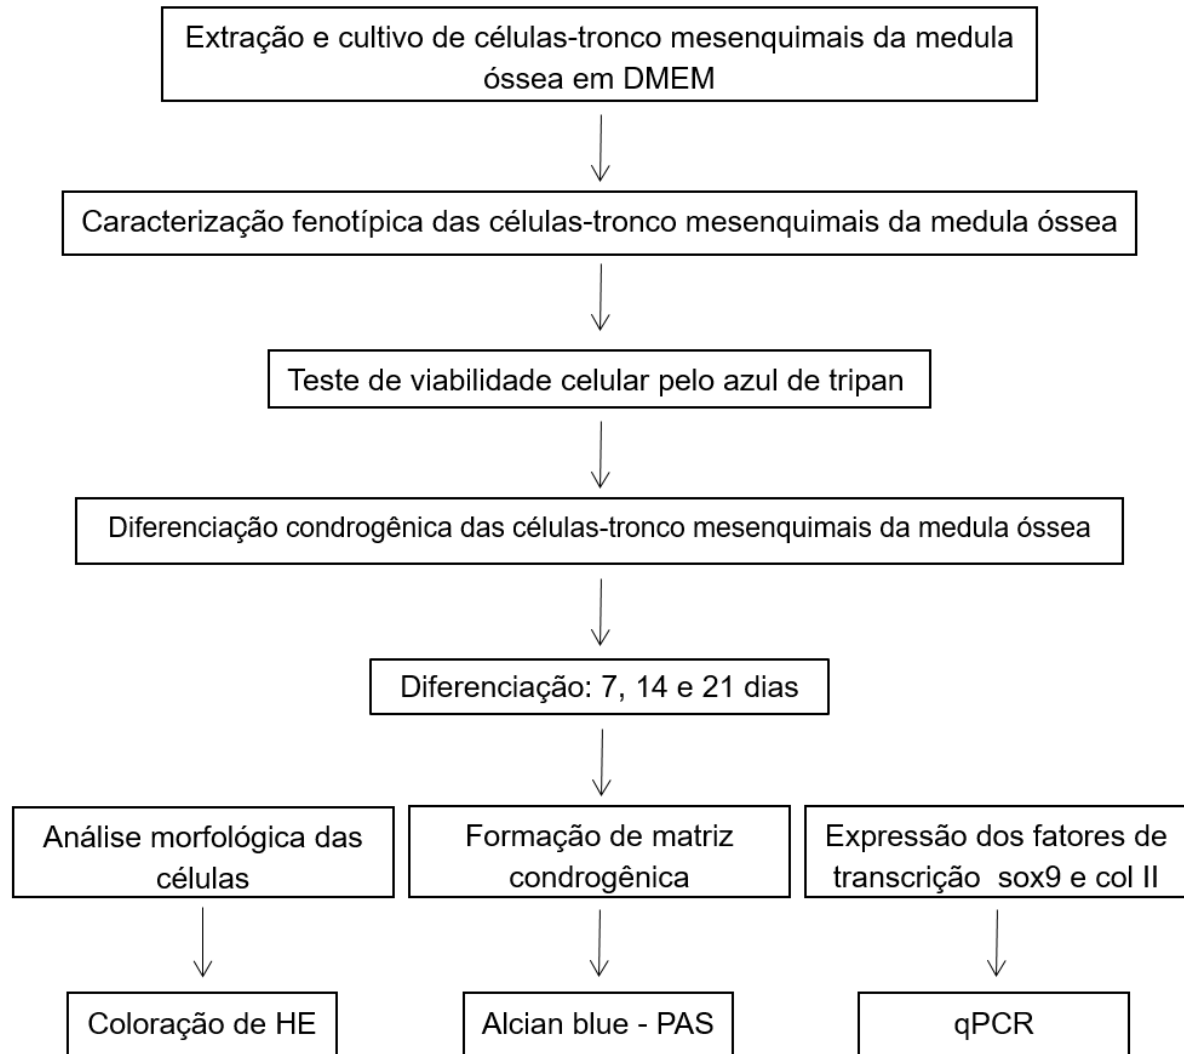 Extração e cultivo de células-tronco mesenquimais da medula
óssea em DMEM
Caracterização fenotípica das células-tronco mesenquimais da medula óssea
Teste de viabilidade celular pelo azul de tripan
Diferenciação condrogênica das células-tronco mesenquimais da medula óssea
Diferenciação: 7, 14 e 21 dias
Análise morfológica das
células
Formação de matriz
condrogênica
Expressão dos fatores de
transcrição  sox9 e col II
Coloração de HE
Alcian blue - PAS
qPCR